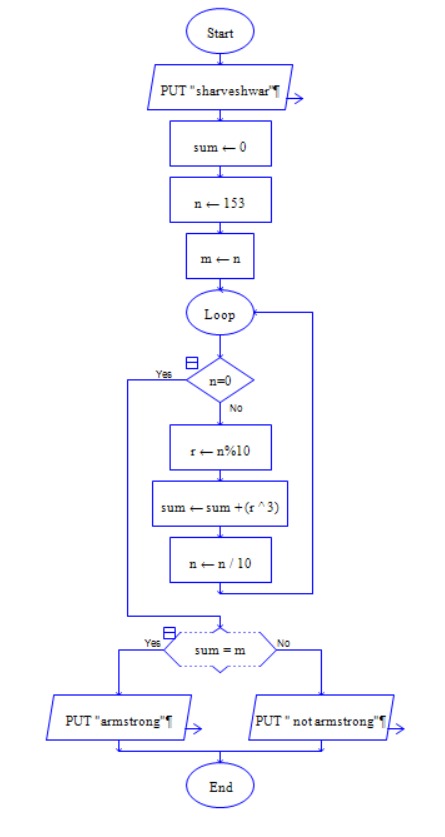 Start
PUT "sharveshwar"¶
sum ← 0
n ← 153
m ← n
Loop
Yes
n=0
No
r ← n%10
sum ← sum +(r ^3)
n ← n / 10
Yes
sum = m
No
PUT "armstrong"¶
PUT " not armstrong"¶
End